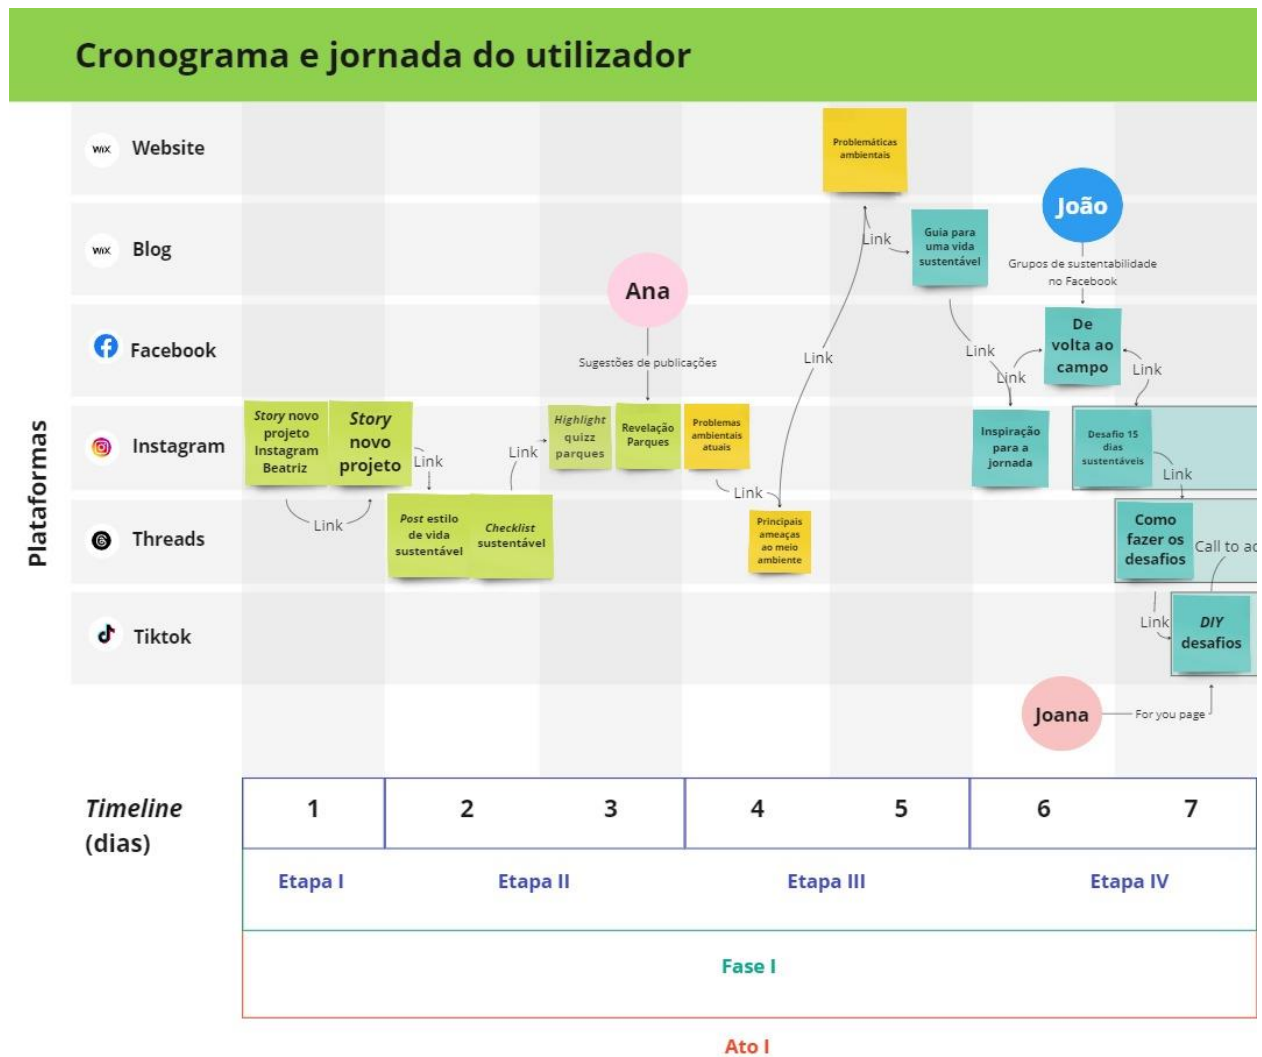 Cronograma e jornada do utilizador
Plataformas
WiX Website
Problemáticas
ambientais
João
WiX Blog
Link
Guia para
uma vida
sustentável
Grupos de sustentabilidade
no Facebook
Ana
Facebook
Sugestões de publicações
Link
Link
Link
De
volta ao
campo
Link
Instagram
Story novo
projeto
Instagram
Beatriz
Story
novo
projeto
Link
Link
Highlight
quizz
parques
Revelação
Parques
Problemas
ambientais
atuais
Inspiração
para a
jornada
Desafio 15
dias
sustentáveis
Link
Link
Link
Threads
Post estilo
de vida
sustentável
Checklist
sustentável
Principais
ameaças
ao meio
ambiente
Como
fazer os
desafios
Call to ac
Tiktok
Link
DIY
desafios
Joana
For you page
Timeline
(dias)
1 2 3 4 5 6 7
Etapa I Etapa II Etapa III Etapa IV
Fase I
Ato I